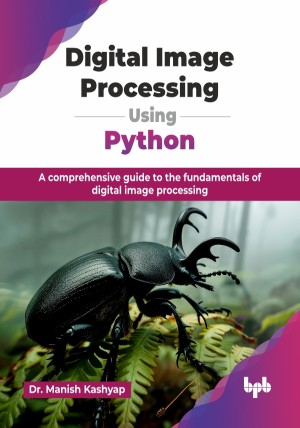 Digital Image
Processing
Using
Python
A comprehensive guide to the fundamentals of
digital image processing
Dr. Manish Kashyap
bpb